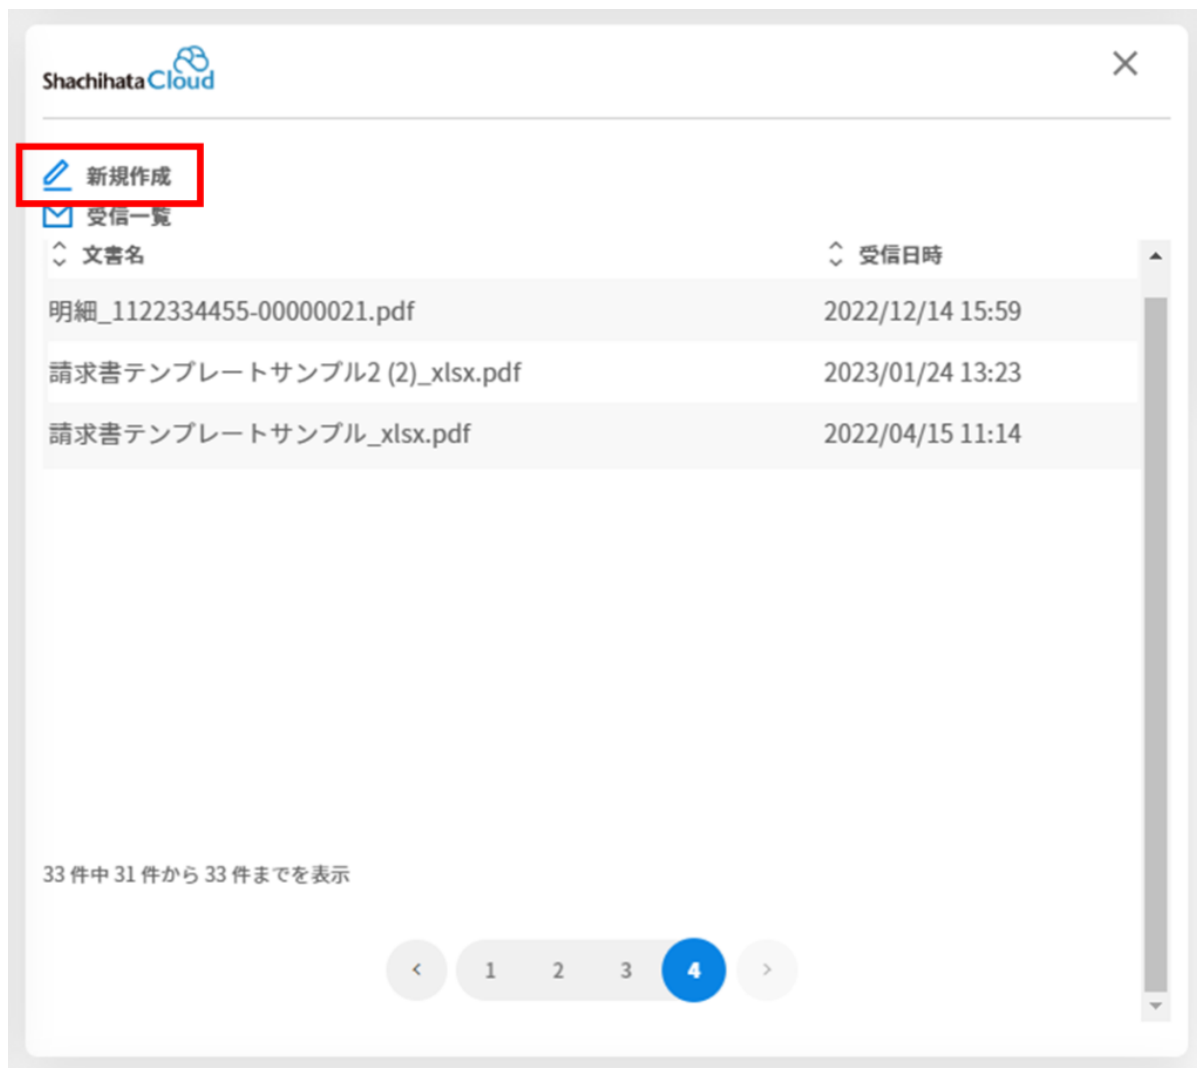 Shachihata Cloud
新規作成
受信一覧
文書名 受信日時
明細_1122334455-00000021.pdf 2022/12/14 15:59
請求書テンプレートサンプル2 (2)_xlsx.pdf 2023/01/24 13:23
請求書テンプレートサンプル_xlsx.pdf 2022/04/15 11:14
33 件中 31 件から 33 件までを表示
‹ 1 2 3 4 ›